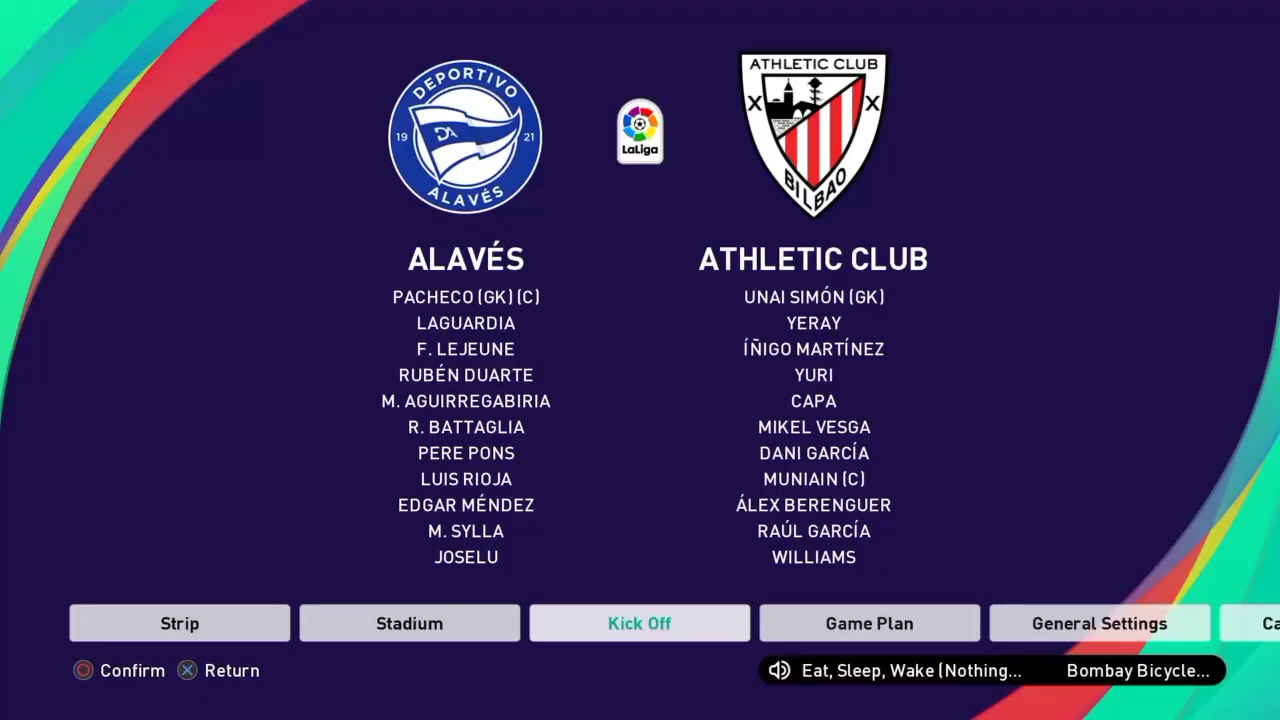 DEPORTIVO
19 21
ALAVÉS
LaLiga
ATHLETIC CLUB
BILBAO
ALAVÉS
PACHECO (GK) (C)
LAGUARDIA
F. LEJEUNE
RUBÉN DUARTE
M. AGUIRREGABIRIA
R. BATTAGLIA
PERE PONS
LUIS RIOJA
EDGAR MÉNDEZ
M. SYLLA
JOSELU
ATHLETIC CLUB
UNAI SIMÓN (GK)
YERAY
ÍÑIGO MARTÍNEZ
YURI
CAPA
MIKEL VESGA
DANI GARCÍA
MUNIAIN (C)
ÁLEX BERENGUER
RAÚL GARCÍA
WILLIAMS
Strip
Stadium
Kick Off
Game Plan
General Settings
Ca
Confirm
Return
Eat, Sleep, Wake (Nothing...
Bombay Bicycle...